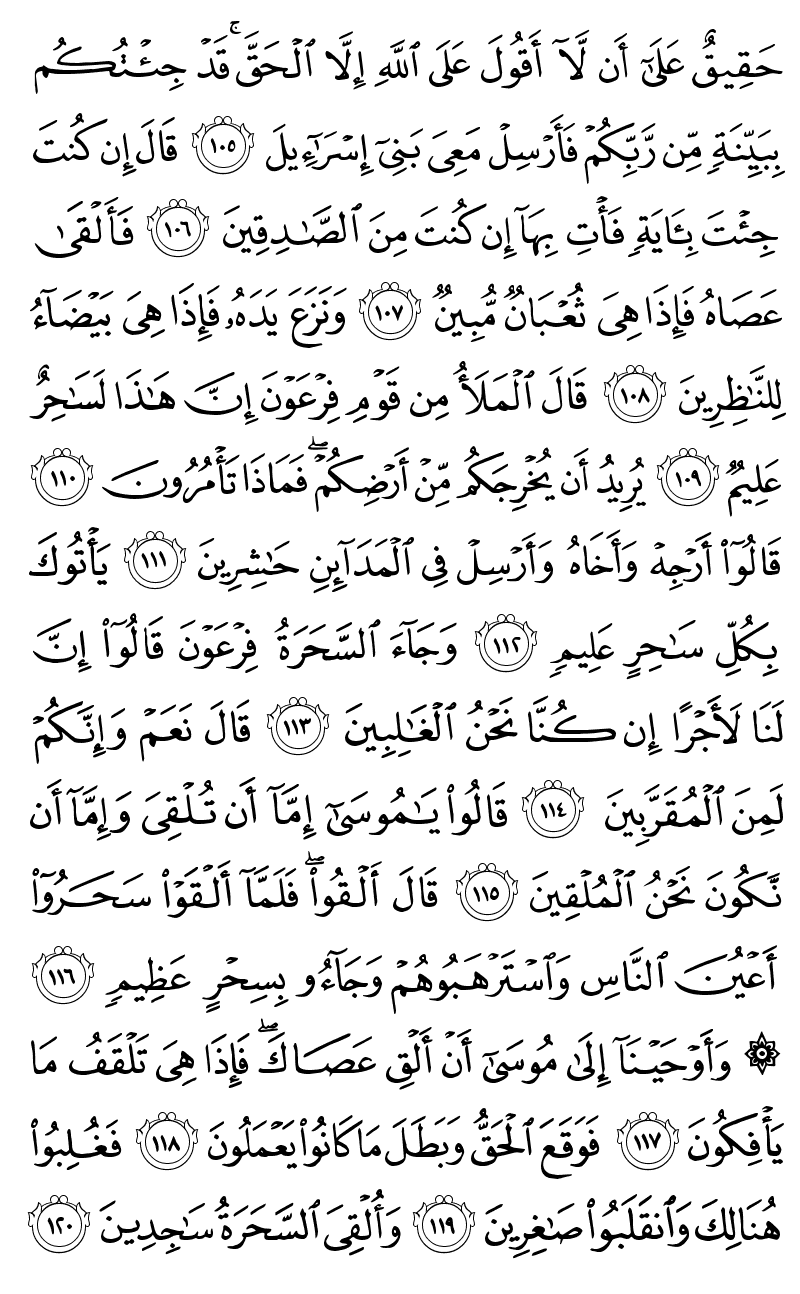 حَقِيقٌ عَلَىٰٓ أَن لَّآ أَقُولَ عَلَى ٱللَّهِ إِلَّا ٱلْحَقَّ ۚ قَدْ جِئْتُكُم
بِبَيِّنَةٍ مِّن رَّبِّكُمْ فَأَرْسِلْ مَعِىَ بَنِىٓ إِسْرَٰٓءِيلَ ١٠٥ قَالَ إِن كُنتَ
جِئْتَ بِـَٔايَةٍ فَأْتِ بِهَآ إِن كُنتَ مِنَ ٱلصَّـٰدِقِينَ ١٠٦ فَأَلْقَىٰ
عَصَاهُ فَإِذَا هِىَ ثُعْبَانٌ مُّبِينٌ ١٠٧ وَنَزَعَ يَدَهُۥ فَإِذَا هِىَ بَيْضَآءُ
لِلنَّـٰظِرِينَ ١٠٨ قَالَ ٱلْمَلَأُ مِن قَوْمِ فِرْعَوْنَ إِنَّ هَـٰذَا لَسَـٰحِرٌ
عَلِيمٌ ١٠٩ يُرِيدُ أَن يُخْرِجَكُم مِّنْ أَرْضِكُمْ ۖ فَمَاذَا تَأْمُرُونَ ١١٠
قَالُوٓا۟ أَرْجِهْ وَأَخَاهُ وَأَرْسِلْ فِى ٱلْمَدَآئِنِ حَـٰشِرِينَ ١١١ يَأْتُوكَ
بِكُلِّ سَـٰحِرٍ عَلِيمٍ ١١٢ وَجَآءَ ٱلسَّحَرَةُ فِرْعَوْنَ قَالُوٓا۟ إِنَّ
لَنَا لَأَجْرًا إِن كُنَّا نَحْنُ ٱلْغَـٰلِبِينَ ١١٣ قَالَ نَعَمْ وَإِنَّكُمْ
لَمِنَ ٱلْمُقَرَّبِينَ ١١٤ قَالُوا۟ يَـٰمُوسَىٰٓ إِمَّآ أَن تُلْقِىَ وَإِمَّآ أَن
نَّكُونَ نَحْنُ ٱلْمُلْقِينَ ١١٥ قَالَ أَلْقُوا۟ ۖ فَلَمَّآ أَلْقَوْا۟ سَحَرُوٓا۟
أَعْيُنَ ٱلنَّاسِ وَٱسْتَرْهَبُوهُمْ وَجَآءُو بِسِحْرٍ عَظِيمٍ ١١٦
۞ وَأَوْحَيْنَآ إِلَىٰ مُوسَىٰٓ أَنْ أَلْقِ عَصَاكَ ۖ فَإِذَا هِىَ تَلْقَفُ مَا
يَأْفِكُونَ ١١٧ فَوَقَعَ ٱلْحَقُّ وَبَطَلَ مَا كَانُوا۟ يَعْمَلُونَ ١١٨ فَغُلِبُوا۟
هُنَالِكَ وَٱنقَلَبُوا۟ صَـٰغِرِينَ ١١٩ وَأُلْقِىَ ٱلسَّحَرَةُ سَـٰجِدِينَ ١٢٠